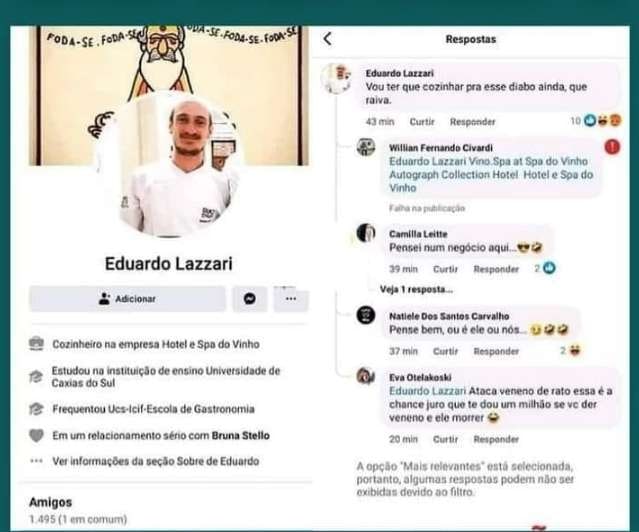 FODA-SE. FODA-SE
DA-SE.FODA-SE.FODA-SE
Eduardo Lazzari
Adicionar
Cozinheiro na empresa Hotel e Spa do Vinho
Estudou na instituição de ensino Universidade de
Caxias do Sul
Frequentou Ucs-Icif-Escola de Gastronomia
Em um relacionamento sério com Bruna Stello
Ver informações da seção Sobre de Eduardo
Amigos
1.495 (1 em comum)
Respostas
Eduardo Lazzari
Vou ter que cozinhar pra esse diabo ainda, que
raiva.
43 min Curtir Responder 10
Willian Fernando Civardi
Eduardo Lazzari Vino.Spa at Spa do Vinho
Autograph Collection Hotel Hotel e Spa do
Vinho
Falha na publicação
Camilla Leitte
Pensei num negócio aqui...😎🤣
39 min Curtir Responder 2
Veja 1 resposta...
Natiele Dos Santos Carvalho
Pense bem, ou é ele ou nós... 😉🤣🤣
37 min Curtir Responder 2
Eva Otelakoski
Eduardo Lazzari Ataca veneno de rato essa é a
chance juro que te dou um milhão se vc der
veneno e ele morrer 😂
20 min Curtir Responder
A opção "Mais relevantes" está selecionada,
portanto, algumas respostas podem não ser
exibidas devido ao filtro.